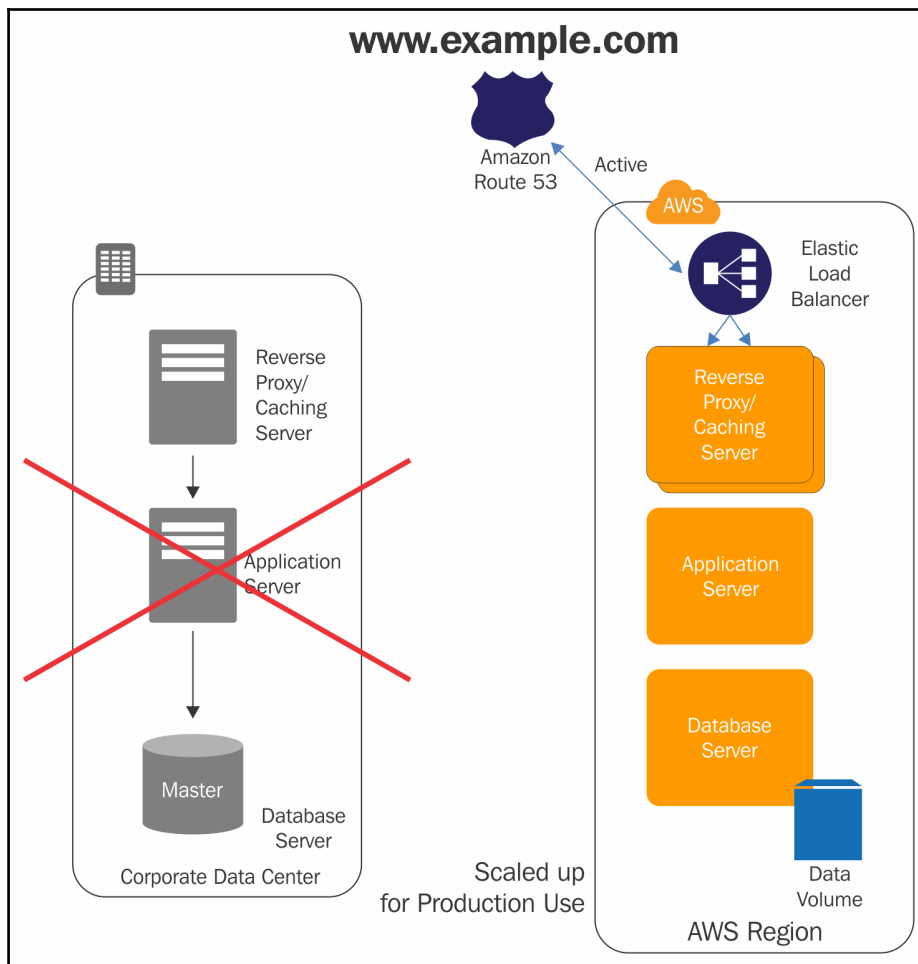 www.example.com
Amazon
Route 53
Active
AWS
Elastic
Load
Balancer
Reverse
Proxy/
Caching
Server
Reverse
Proxy/
Caching
Server
Application
Server
Application
Server
Database
Server
Master
Database
Server
Corporate Data Center
Scaled up
for Production Use
Data
Volume
AWS Region